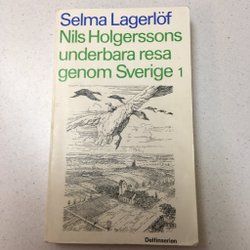 Selma Lagerlöf
Nils Holgerssons
underbara resa
genom Sverige 1
Delfinserien